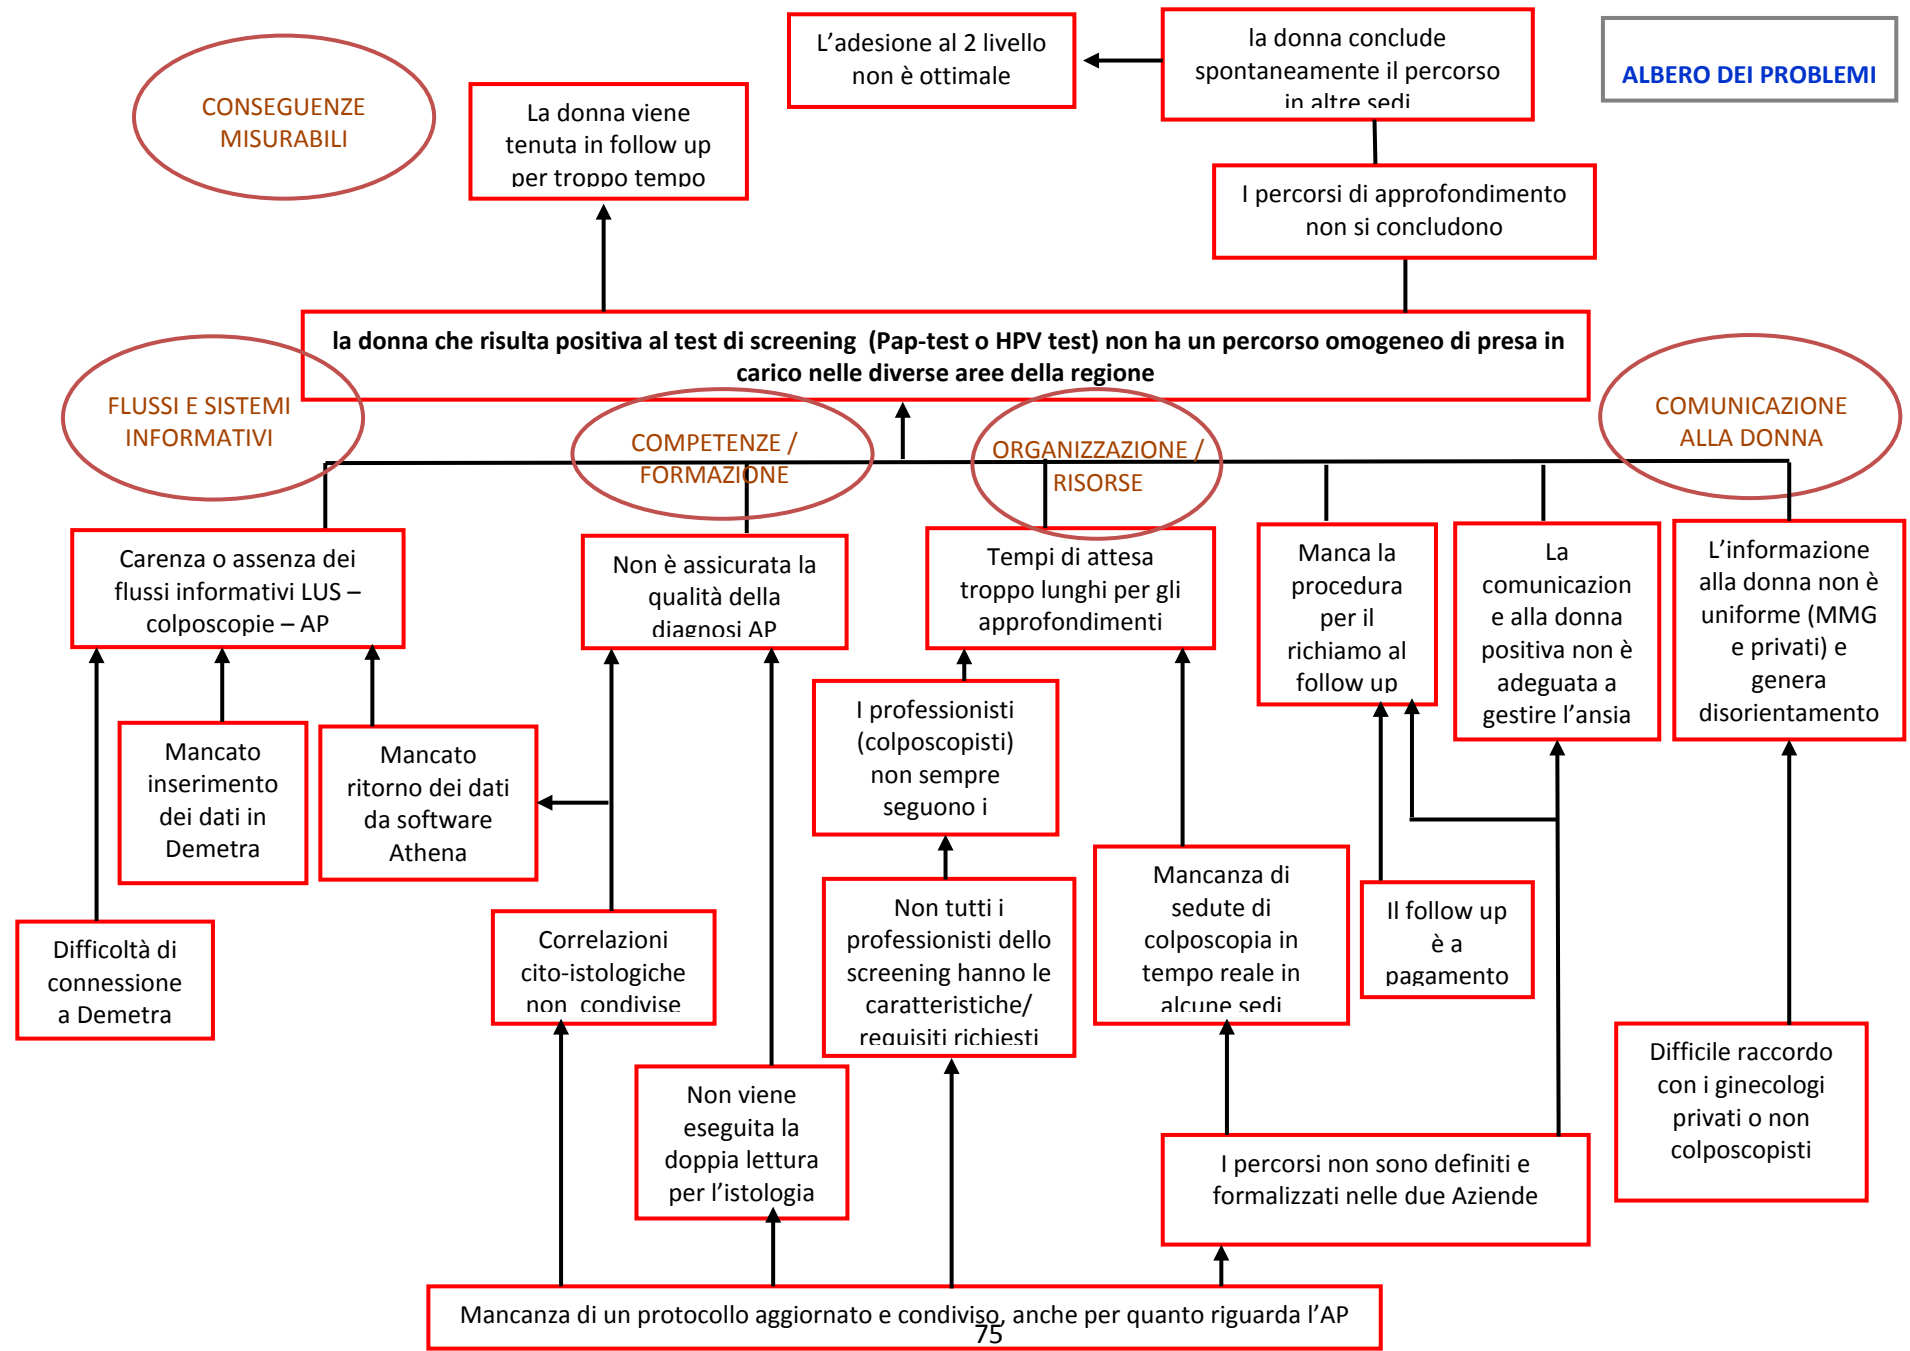 L’adesione al 2 livello
non è ottimale
la donna conclude
spontaneamente il percorso
in altre sedi
ALBERO DEI PROBLEMI
CONSEGUENZE
MISURABILI
La donna viene
tenuta in follow up
per troppo tempo
I percorsi di approfondimento
non si concludono
la donna che risulta positiva al test di screening (Pap-test o HPV test) non ha un percorso omogeneo di presa in
carico nelle diverse aree della regione
FLUSSI E SISTEMI
INFORMATIVI
COMPETENZE /
FORMAZIONE
ORGANIZZAZIONE /
RISORSE
COMUNICAZIONE
ALLA DONNA
Carenza o assenza dei
flussi informativi LUS –
colposcopie – AP
Non è assicurata la
qualità della
diagnosi AP
Tempi di attesa
troppo lunghi per gli
approfondimenti
Manca la
procedura
per il
richiamo al
follow up
La
comunicazion
e alla donna
positiva non è
adeguata a
gestire l’ansia
L’informazione
alla donna non è
uniforme (MMG
e privati) e
genera
disorientamento
Mancato
inserimento
dei dati in
Demetra
Mancato
ritorno dei dati
da software
Athena
I professionisti
(colposcopisti)
non sempre
seguono i
Difficoltà di
connessione
a Demetra
Correlazioni
cito-istologiche
non condivise
Non tutti i
professionisti dello
screening hanno le
caratteristiche/
requisiti richiesti
Mancanza di
sedute di
colposcopia in
tempo reale in
alcune sedi
Il follow up
è a
pagamento
Non viene
eseguita la
doppia lettura
per l’istologia
I percorsi non sono definiti e
formalizzati nelle due Aziende
Difficile raccordo
con i ginecologi
privati o non
colposcopisti
Mancanza di un protocollo aggiornato e condiviso, anche per quanto riguarda l’AP
75